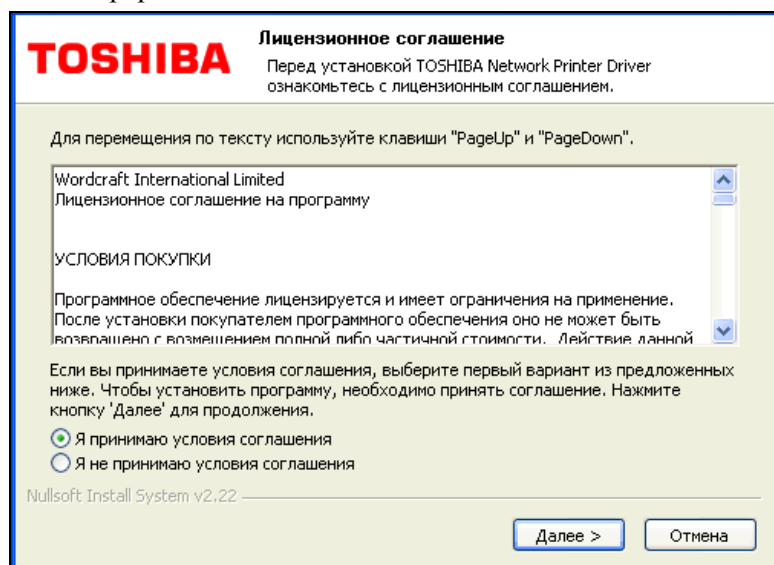 TOSHIBA
Лицензионное соглашение
Перед установкой TOSHIBA Network Printer Driver
ознакомьтесь с лицензионным соглашением.
Для перемещения по тексту используйте клавиши "PageUp" и "PageDown".
Wordcraft International Limited
Лицензионное соглашение на программу
УСЛОВИЯ ПОКУПКИ
Программное обеспечение лицензируется и имеет ограничения на применение.
После установки покупателем программного обеспечения оно не может быть
возвращено с возмещением полной либо частичной стоимости. Действие данной
Если вы принимаете условия соглашения, выберите первый вариант из предложенных
ниже. Чтобы установить программу, необходимо принять соглашение. Нажмите
кнопку 'Далее' для продолжения.
Я принимаю условия соглашения
Я не принимаю условия соглашения
Nullsoft Install System v2.22
Далее > Отмена